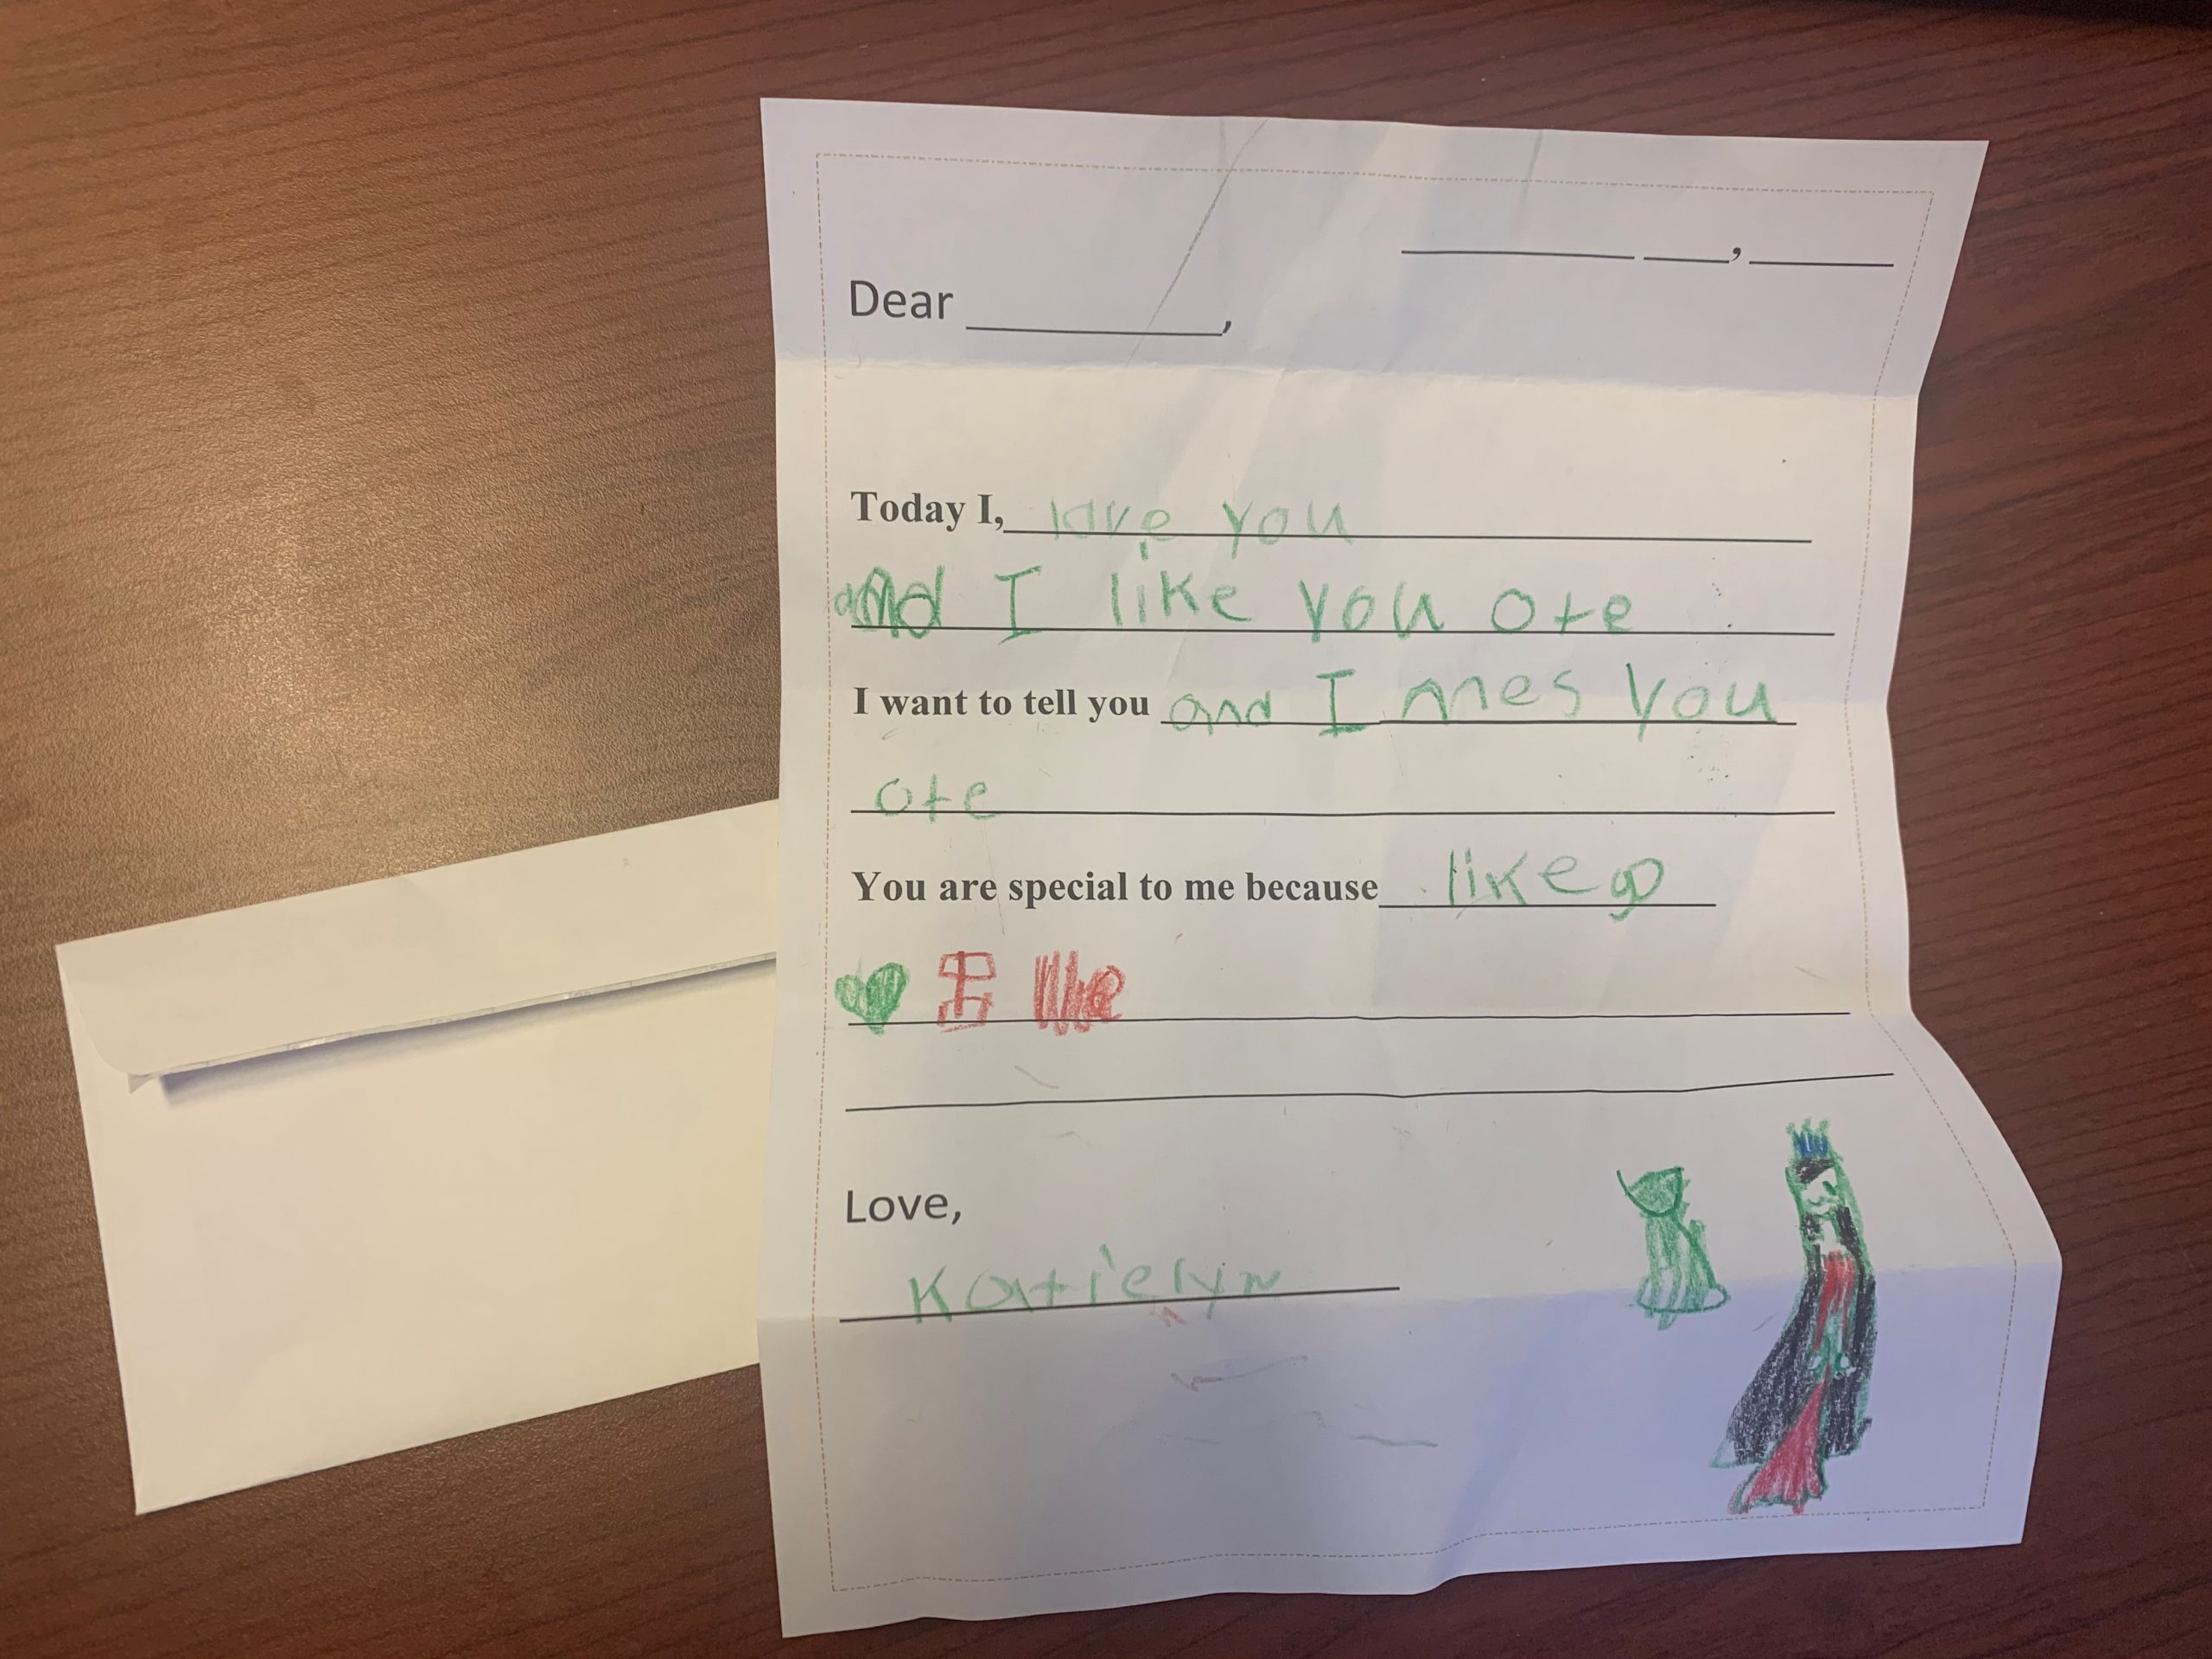 Dear ,
Today I, love you
and I like you ote
I want to tell you and I mes you
ote
You are special to me because like
I like
Love,
Katielyn